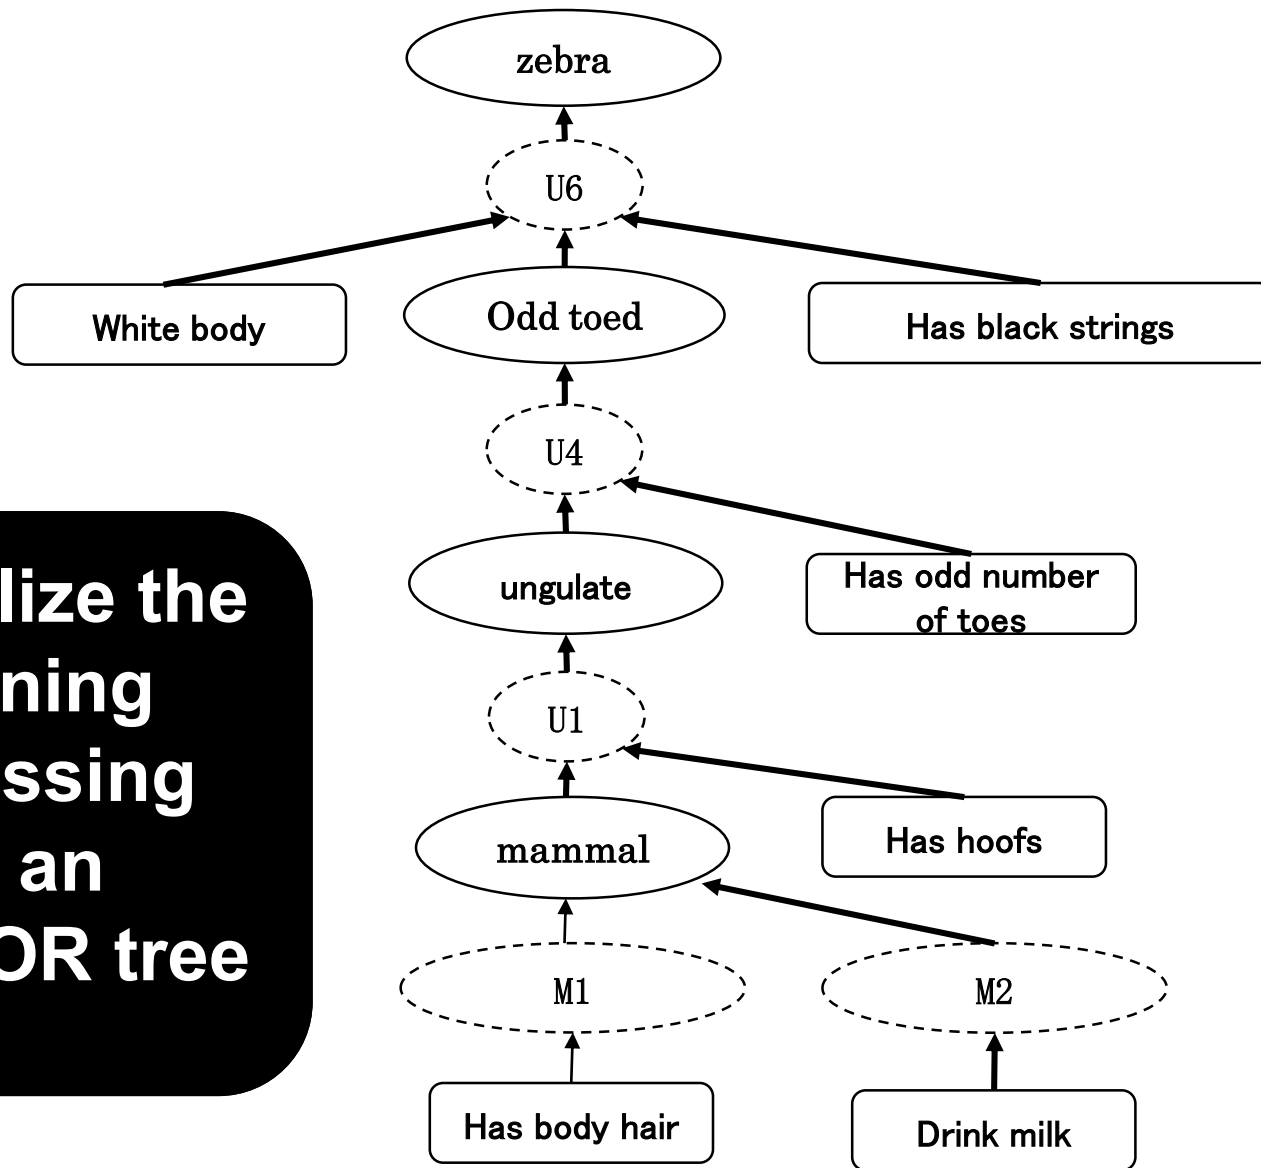 zebra
U6
White body
Odd toed
Has black strings
U4
ungulate
Has odd number
of toes
lize the
ning
ssing
an
OR tree
U1
mammal
Has hoofs
M1
M2
Has body hair
Drink milk